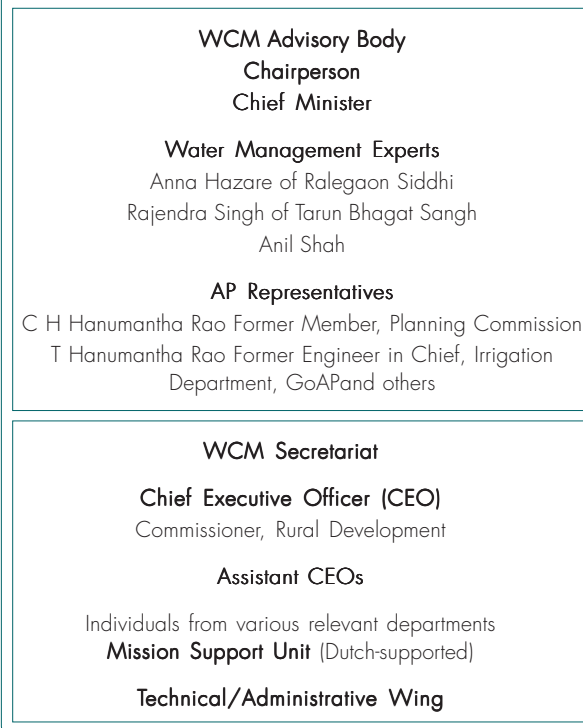 WCM Advisory Body
Chairperson
Chief Minister
Water Management Experts
Anna Hazare of Ralegaon Siddhi
Rajendra Singh of Tarun Bhagat Sangh
Anil Shah
AP Representatives
C H Hanumantha Rao Former Member, Planning Commission
T Hanumantha Rao Former Engineer in Chief, Irrigation
Department, GoAPand others
WCM Secretariat
Chief Executive Officer (CEO)
Commissioner, Rural Development
Assistant CEOs
Individuals from various relevant departments
Mission Support Unit (Dutch-supported)
Technical/Administrative Wing